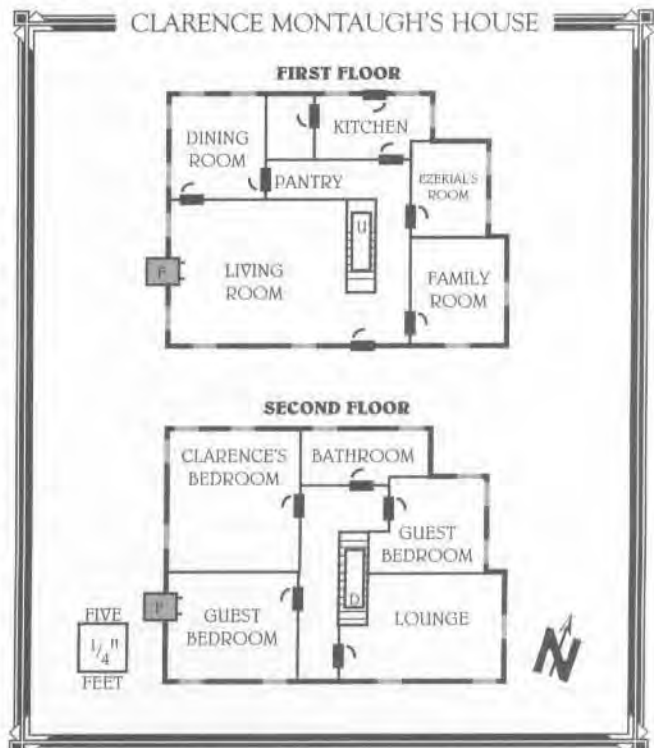 CLARENCE MONTAUGH'S HOUSE
FIRST FLOOR
DINING
ROOM
KITCHEN
PANTRY
EZEKIAL'S
ROOM
U
F
LIVING
ROOM
FAMILY
ROOM
SECOND FLOOR
CLARENCE'S
BEDROOM
BATHROOM
GUEST
BEDROOM
F
GUEST
BEDROOM
D
LOUNGE
FIVE
1/4"
FEET
N